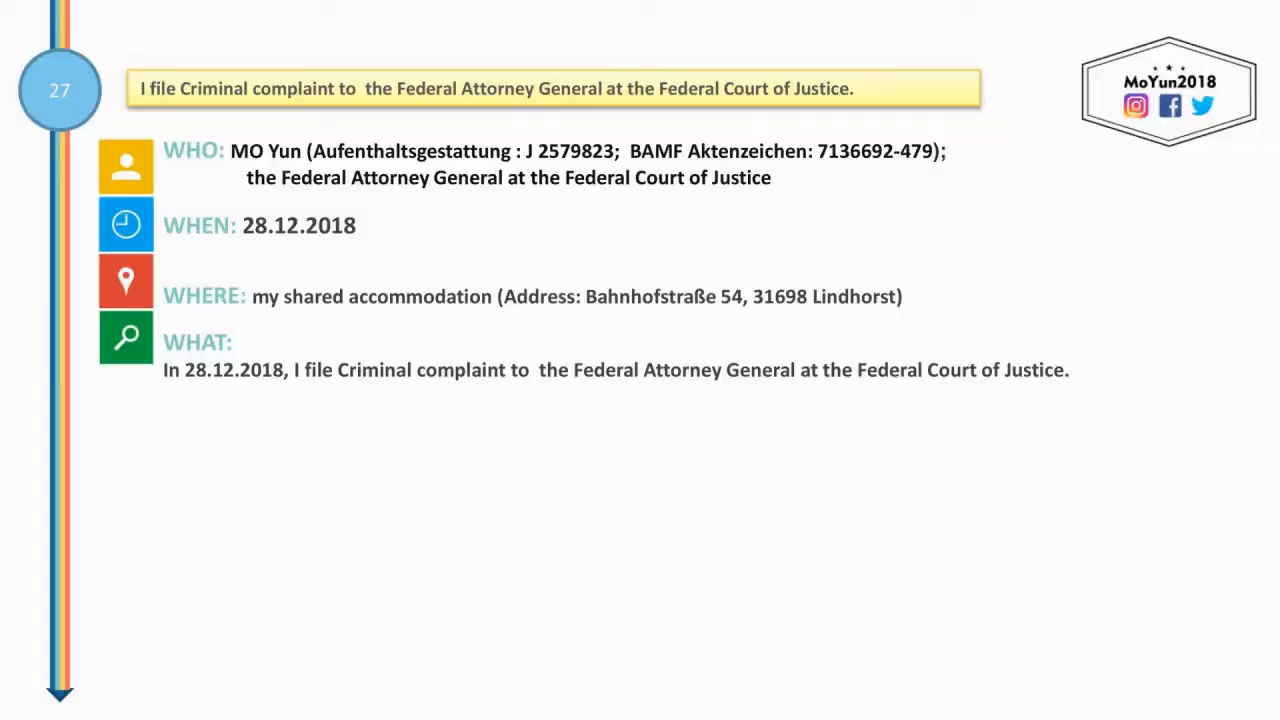 27
I file Criminal complaint to the Federal Attorney General at the Federal Court of Justice.
MoYun2018
WHO: MO Yun (Aufenthaltsgestattung : J 2579823; BAMF Aktenzeichen: 7136692-479);
the Federal Attorney General at the Federal Court of Justice
WHEN: 28.12.2018
WHERE: my shared accommodation (Address: Bahnhofstraße 54, 31698 Lindhorst)
WHAT:
In 28.12.2018, I file Criminal complaint to the Federal Attorney General at the Federal Court of Justice.